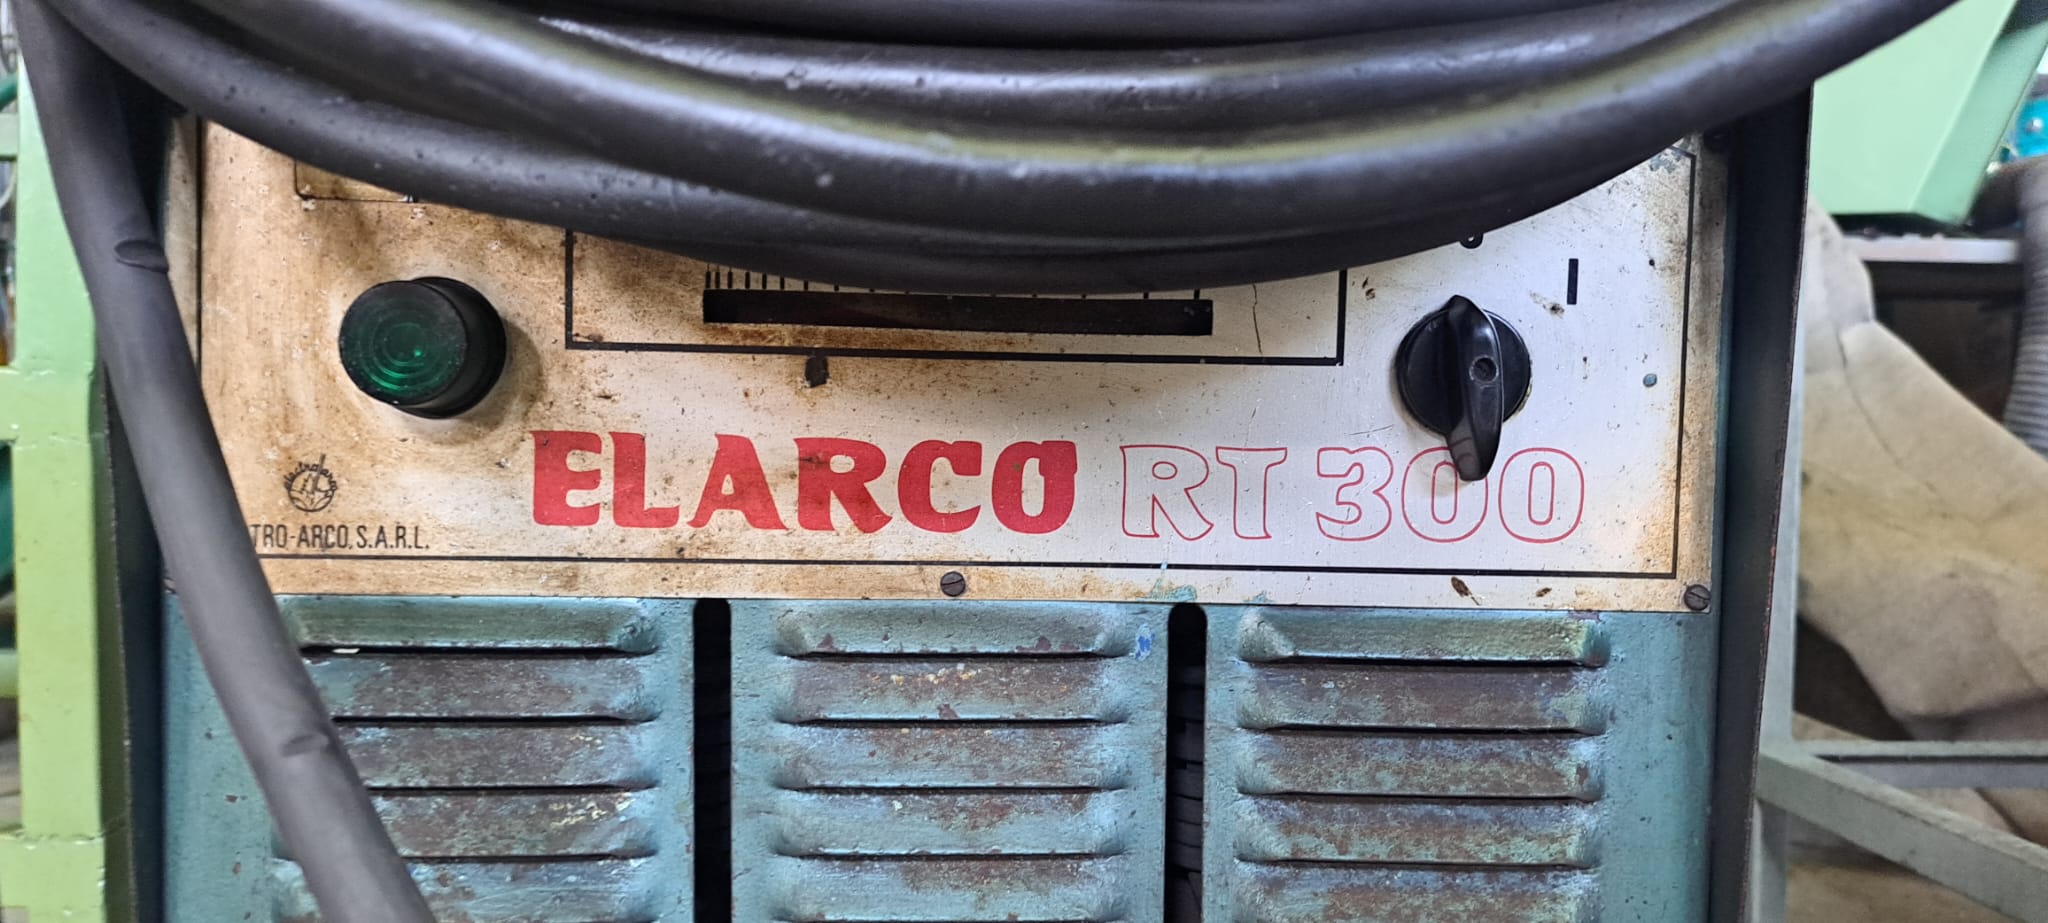 ELARCO RT 300
TRO-ARCO, S.A.R.L.